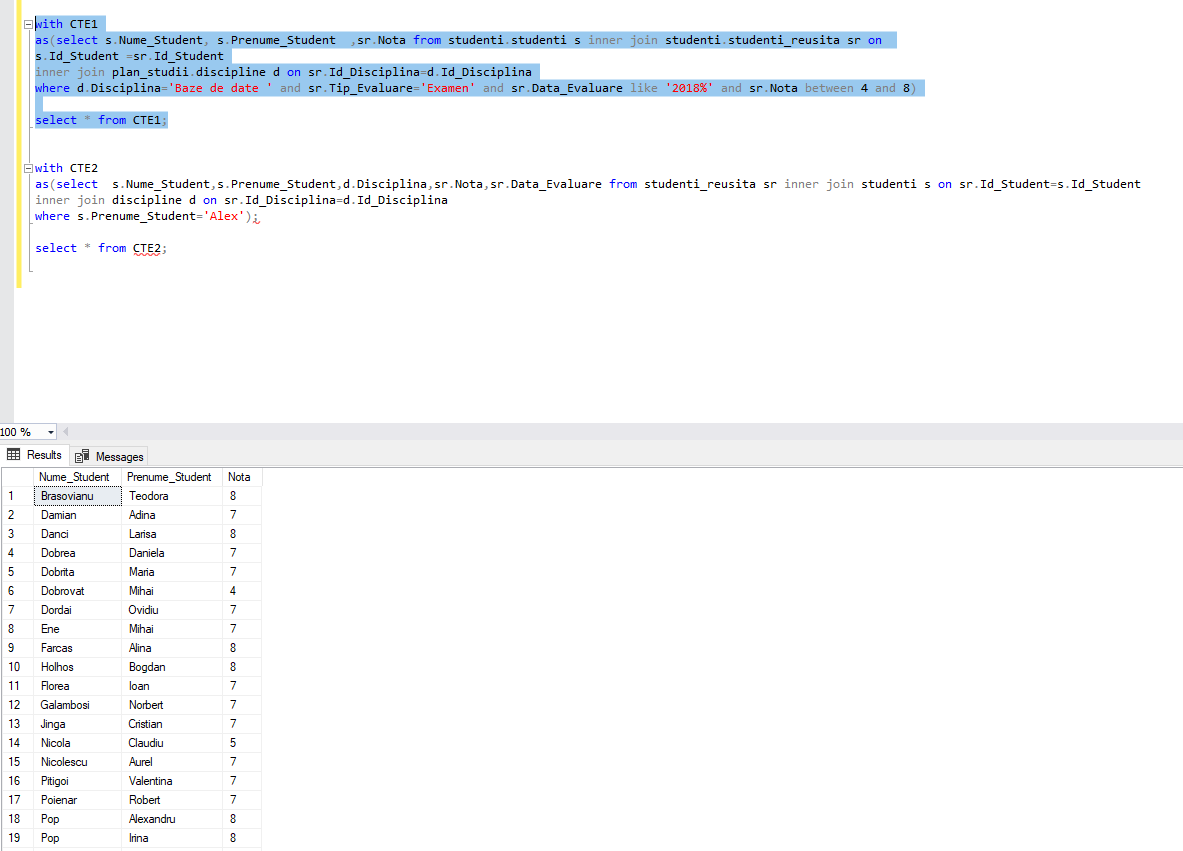 with CTE1
as(select s.Nume_Student, s.Prenume_Student  ,sr.Nota from studenti.studenti s inner join studenti.studenti_reusita sr on
s.Id_Student =sr.Id_Student
inner join plan_studii.discipline d on sr.Id_Disciplina=d.Id_Disciplina
where d.Disciplina='Baze de date ' and sr.Tip_Evaluare='Examen' and sr.Data_Evaluare like '2018%' and sr.Nota between 4 and 8)
select * from CTE1;
with CTE2
as(select  s.Nume_Student,s.Prenume_Student,d.Disciplina,sr.Nota,sr.Data_Evaluare from studenti_reusita sr inner join studenti s on sr.Id_Student=s.Id_Student
inner join discipline d on sr.Id_Disciplina=d.Id_Disciplina
where s.Prenume_Student='Alex');
select * from CTE2;
100 %
Results Messages
Nume_Student Prenume_Student Nota
1 Brasovianu Teodora 8
2 Damian Adina 7
3 Danci Larisa 8
4 Dobrea Daniela 7
5 Dobrita Maria 7
6 Dobrovat Mihai 4
7 Dordai Ovidiu 7
8 Ene Mihai 7
9 Farcas Alina 8
10 Holhos Bogdan 8
11 Florea Ioan 7
12 Galambosi Norbert 7
13 Jinga Cristian 7
14 Nicola Claudiu 5
15 Nicolescu Aurel 7
16 Pitigoi Valentina 7
17 Poienar Robert 7
18 Pop Alexandru 8
19 Pop Irina 8